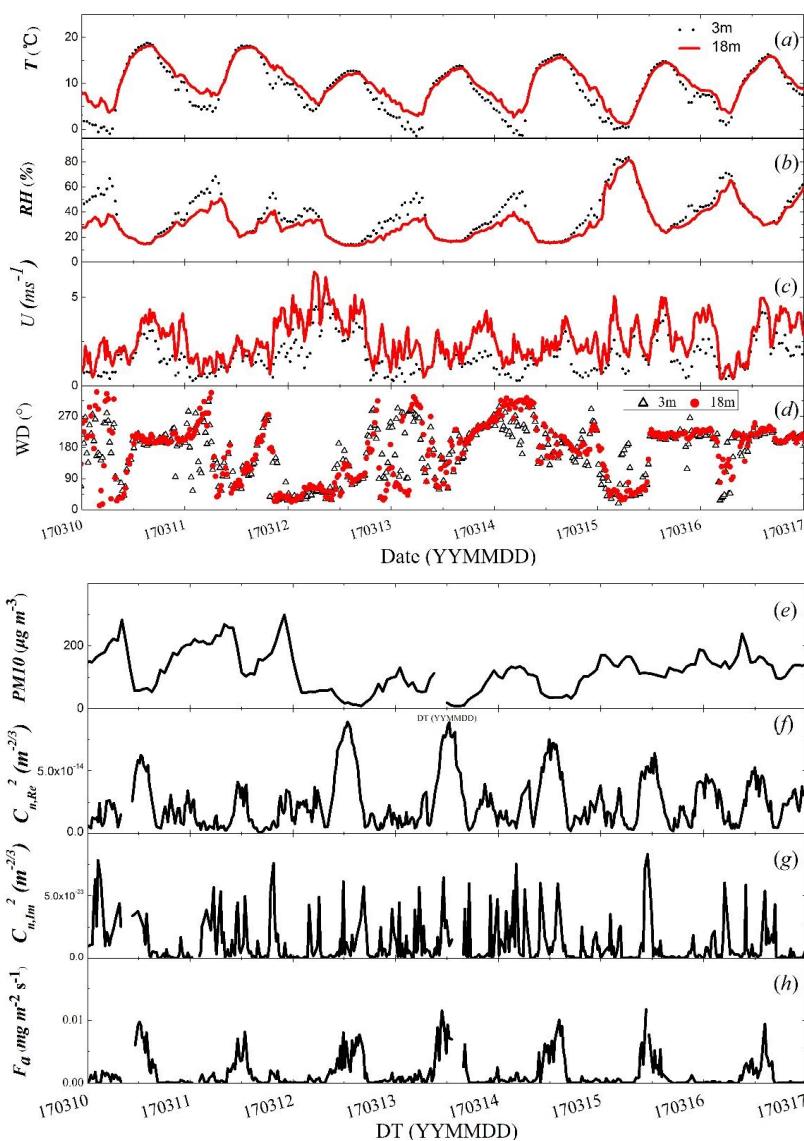 T (℃)
20
10
0
3m
18m
(a)
RH (%)
80
60
40
20
0
(b)
U (ms⁻¹)
5
0
(c)
WD (°)
270
180
90
0
3m 18m
(d)
170310 170311 170312 170313 170314 170315 170316 170317
Date (YYMMDD)
PM10 (μg m⁻³)
200
0
(e)
C²n,Re (m⁻²/³)
5.0x10⁻¹⁴
0.0
DT (YYMMDD)
(f)
C²n,Im (m⁻²/³)
5.0x10⁻²³
0.0
(g)
Fa (mg m⁻² s⁻¹)
0.01
0.00
(h)
170310 170311 170312 170313 170314 170315 170316 170317
DT (YYMMDD)